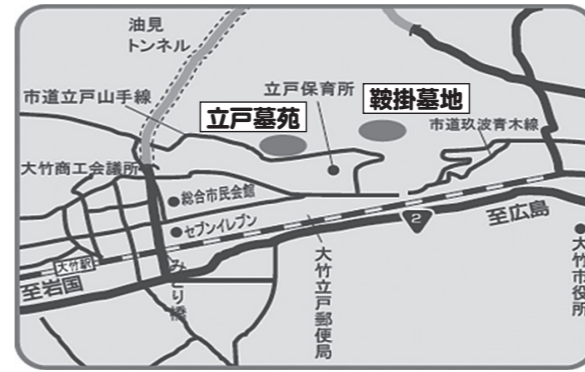 油見
トンネル
市道立戸山手線
立戸保育所
鞍掛墓地
立戸墓苑
市道玖波青木線
大竹商工会議所
総合市民会館
セブンイレブン
2
至広島
大竹駅
至岩国
みどり橋
大竹立戸郵便局
大竹市役所